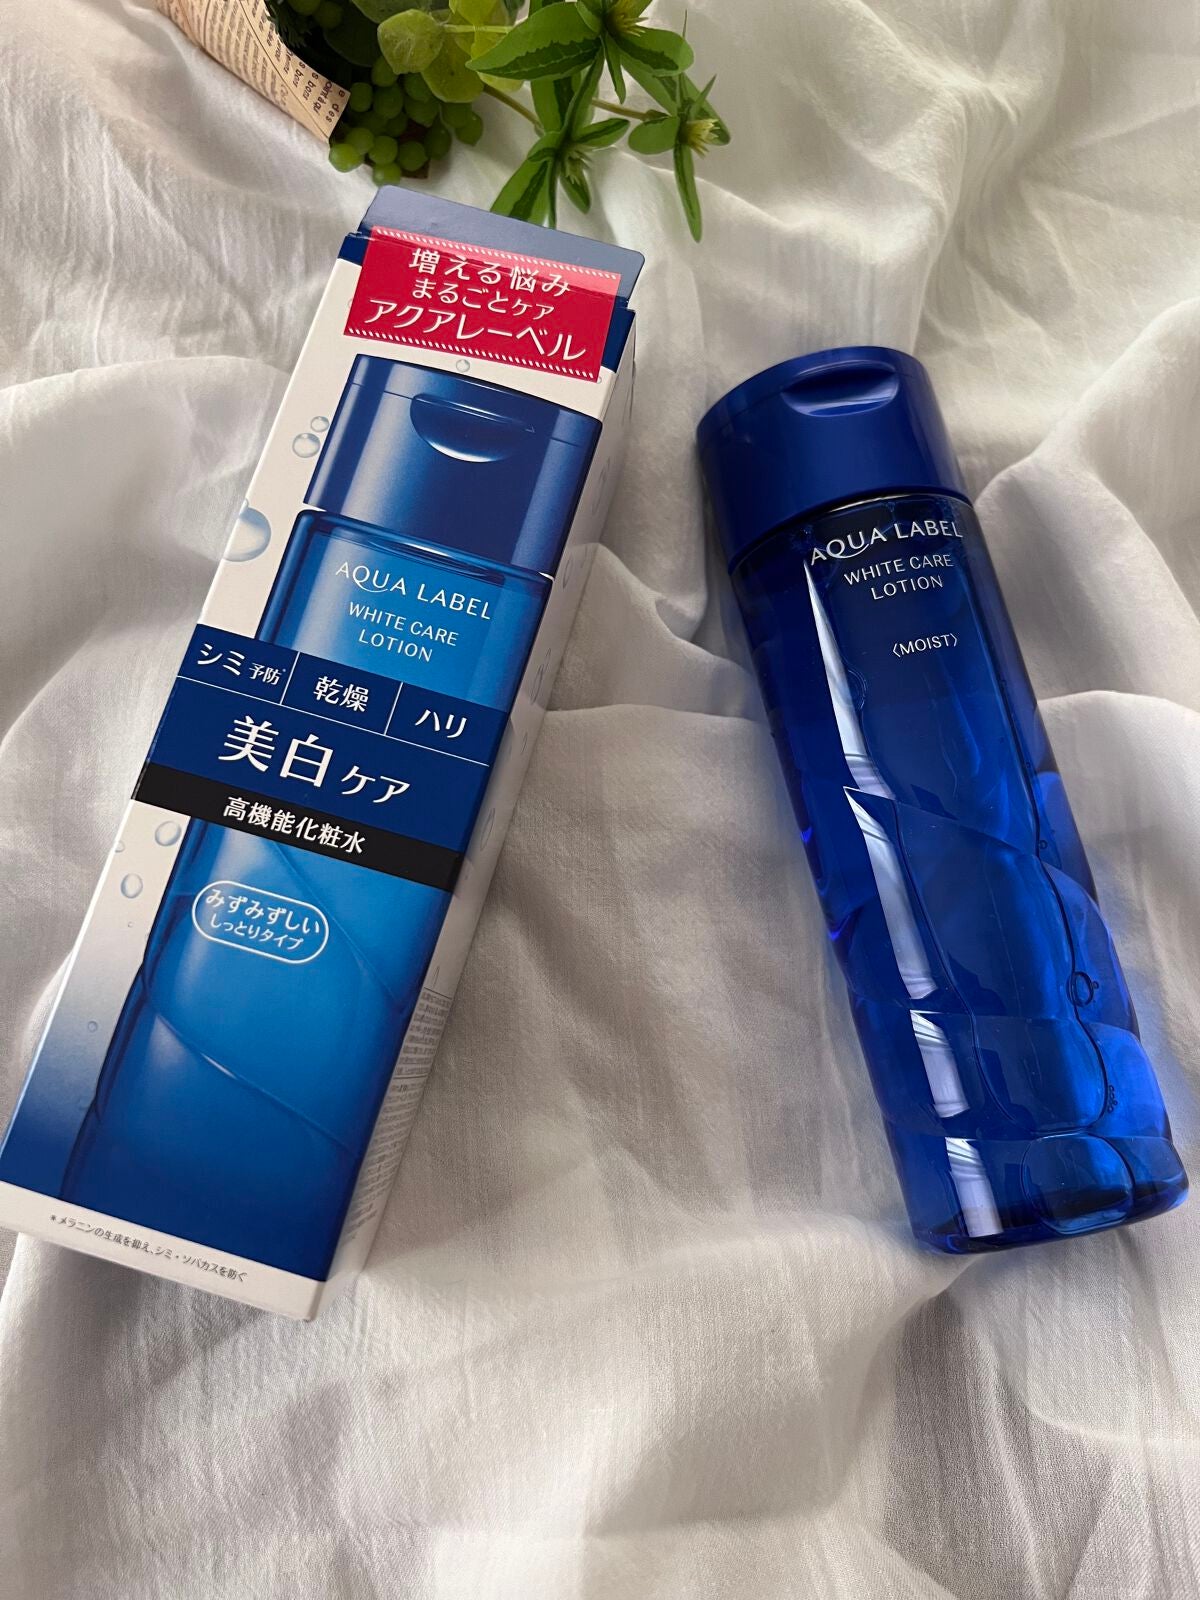 増える悩み
まるごとケア
アクアレーベル
AQUA LABEL
WHITE CARE
LOTION
シミ予防*
乾燥
ハリ
美白ケア
高機能化粧水
みずみずしい
しっとりタイプ
*メラニンの生成を抑え、シミ・ソバカスを防ぐ
AQUA LABEL
WHITE CARE
LOTION
〈MOIST〉